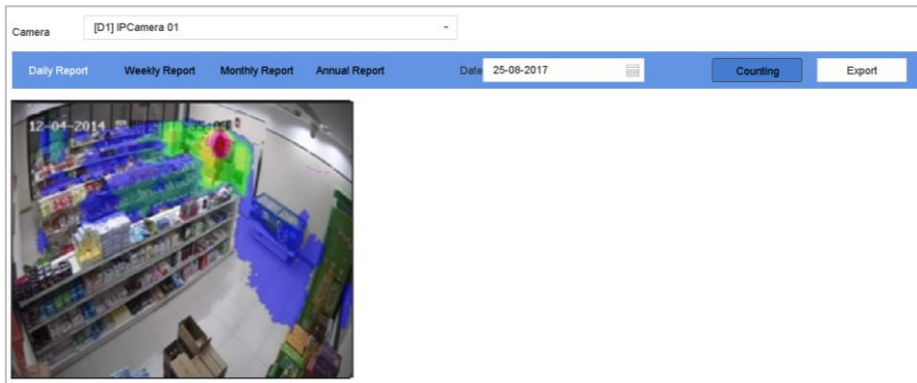 Camera [D1] IPCamera 01
Daily Report Weekly Report Monthly Report Annual Report Date 25-08-2017 Counting Export
12-04-2014